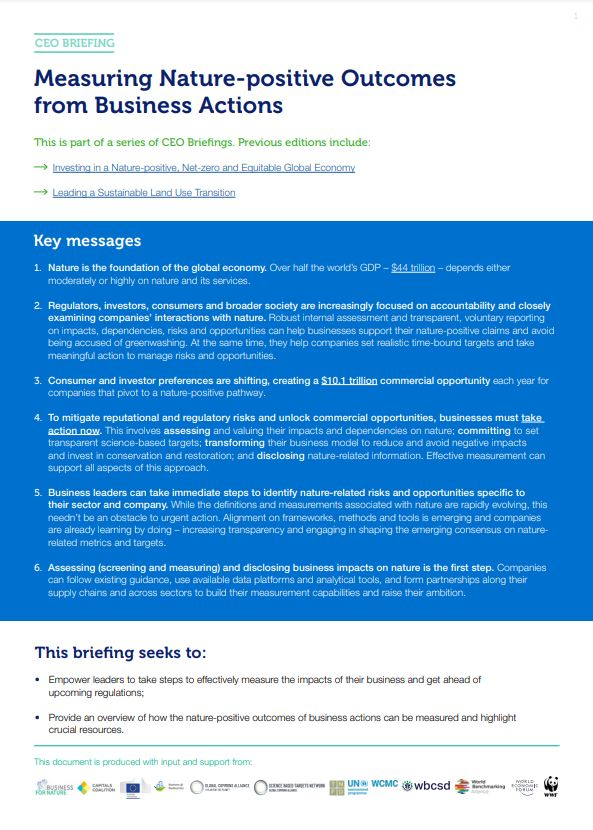 1
CEO BRIEFING
Measuring Nature-positive Outcomes
from Business Actions
This is part of a series of CEO Briefings. Previous editions include:
→ Investing in a Nature-positive, Net-zero and Equitable Global Economy
→ Leading a Sustainable Land Use Transition
Key messages
1. Nature is the foundation of the global economy. Over half the world's GDP – $44 trillion – depends either
moderately or highly on nature and its services.
2. Regulators, investors, consumers and broader society are increasingly focused on accountability and closely
examining companies' interactions with nature. Robust internal assessment and transparent, voluntary reporting
on impacts, dependencies, risks and opportunities can help businesses support their nature-positive claims and avoid
being accused of greenwashing. At the same time, they help companies set realistic time-bound targets and take
meaningful action to manage risks and opportunities.
3. Consumer and investor preferences are shifting, creating a $10.1 trillion commercial opportunity each year for
companies that pivot to a nature-positive pathway.
4. To mitigate reputational and regulatory risks and unlock commercial opportunities, businesses must take
action now. This involves assessing and valuing their impacts and dependencies on nature; committing to set
transparent science-based targets; transforming their business model to reduce and avoid negative impacts
and invest in conservation and restoration; and disclosing nature-related information. Effective measurement can
support all aspects of this approach.
5. Business leaders can take immediate steps to identify nature-related risks and opportunities specific to
their sector and company. While the definitions and measurements associated with nature are rapidly evolving, this
needn't be an obstacle to urgent action. Alignment on frameworks, methods and tools is emerging and companies
are already learning by doing – increasing transparency and engaging in shaping the emerging consensus on nature-
related metrics and targets.
6. Assessing (screening and measuring) and disclosing business impacts on nature is the first step. Companies
can follow existing guidance, use available data platforms and analytical tools, and form partnerships along their
supply chains and across sectors to build their measurement capabilities and raise their ambition.
This briefing seeks to:
• Empower leaders to take steps to effectively measure the impacts of their business and get ahead of
upcoming regulations;
• Provide an overview of how the nature-positive outcomes of business actions can be measured and highlight
crucial resources.
This document is produced with input and support from:
BUSINESS
FOR NATURE
CAPITALS
COALITION
GLOBAL COMMONS ALLIANCE
SCIENCE BASED TARGETS NETWORK
GLOBAL COMMONS ALLIANCE
UN
WCMC
wbcsd
World
Benchmarking
Alliance
WORLD
ECONOMIC
FORUM
WWF